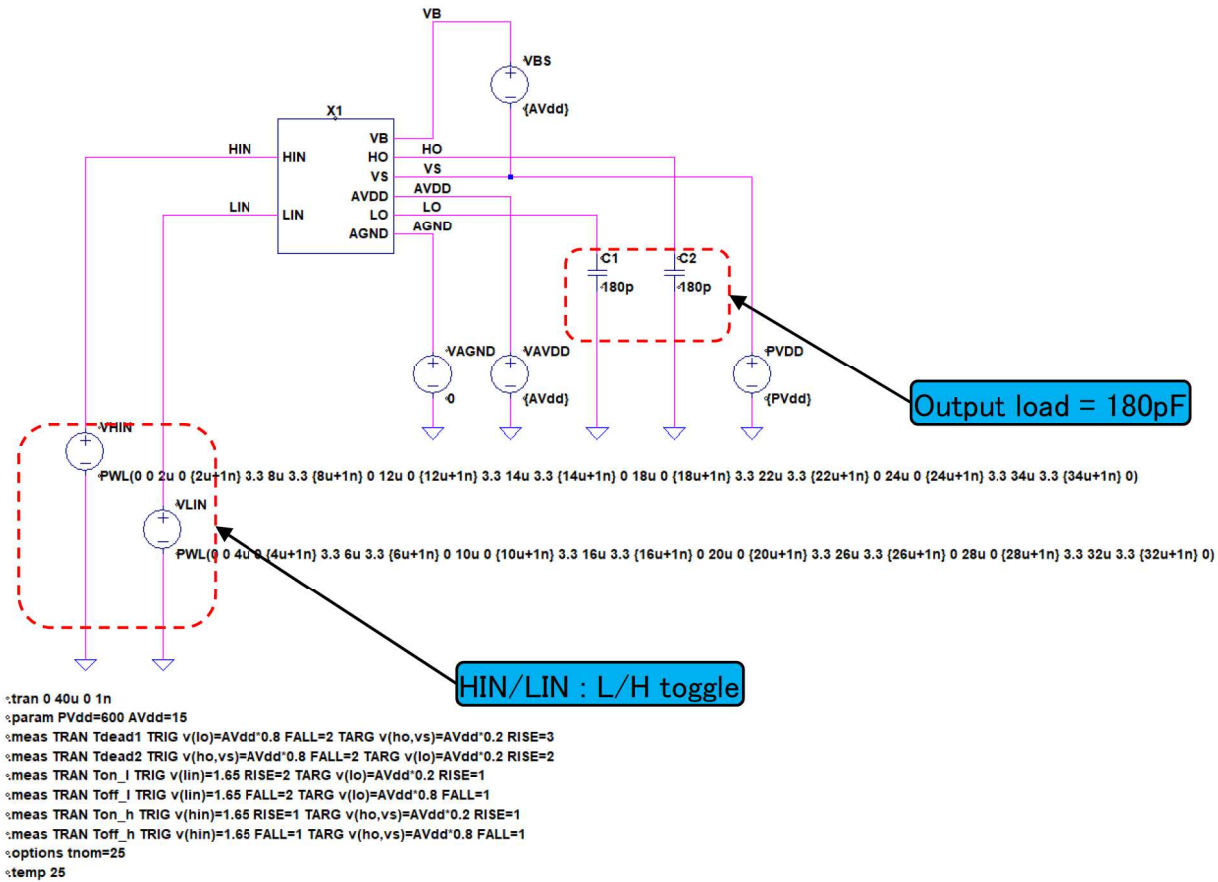 VB
VBS
{AVdd}
X1
VB
HIN
HIN
HO
HO
VS
VS
AVDD
AVDD
LIN
LIN
LO
LO
AGND
AGND
C1
180p
C2
180p
VAGND
0
VAVDD
{AVdd}
PVDD
{PVdd}
Output load = 180pF
VHIN
PWL(0 0 2u 0 {2u+1n} 3.3 8u 3.3 {8u+1n} 0 12u 0 {12u+1n} 3.3 14u 3.3 {14u+1n} 0 18u 0 {18u+1n} 3.3 22u 3.3 {22u+1n} 0 24u 0 {24u+1n} 3.3 34u 3.3 {34u+1n} 0)
VLIN
PWL(0 0 4u 0 {4u+1n} 3.3 6u 3.3 {6u+1n} 0 10u 0 {10u+1n} 3.3 16u 3.3 {16u+1n} 0 20u 0 {20u+1n} 3.3 26u 3.3 {26u+1n} 0 28u 0 {28u+1n} 3.3 32u 3.3 {32u+1n} 0)
HIN/LIN : L/H toggle
.tran 0 40u 0 1n
.param PVdd=600 AVdd=15
.meas TRAN Tdead1 TRIG v(lo)=AVdd*0.8 FALL=2 TARG v(ho,vs)=AVdd*0.2 RISE=3
.meas TRAN Tdead2 TRIG v(ho,vs)=AVdd*0.8 FALL=2 TARG v(lo)=AVdd*0.2 RISE=2
.meas TRAN Ton_l TRIG v(lin)=1.65 RISE=2 TARG v(lo)=AVdd*0.2 RISE=1
.meas TRAN Toff_l TRIG v(lin)=1.65 FALL=2 TARG v(lo)=AVdd*0.8 FALL=1
.meas TRAN Ton_h TRIG v(hin)=1.65 RISE=1 TARG v(ho,vs)=AVdd*0.2 RISE=1
.meas TRAN Toff_h TRIG v(hin)=1.65 FALL=1 TARG v(ho,vs)=AVdd*0.8 FALL=1
.options tnom=25
.temp 25